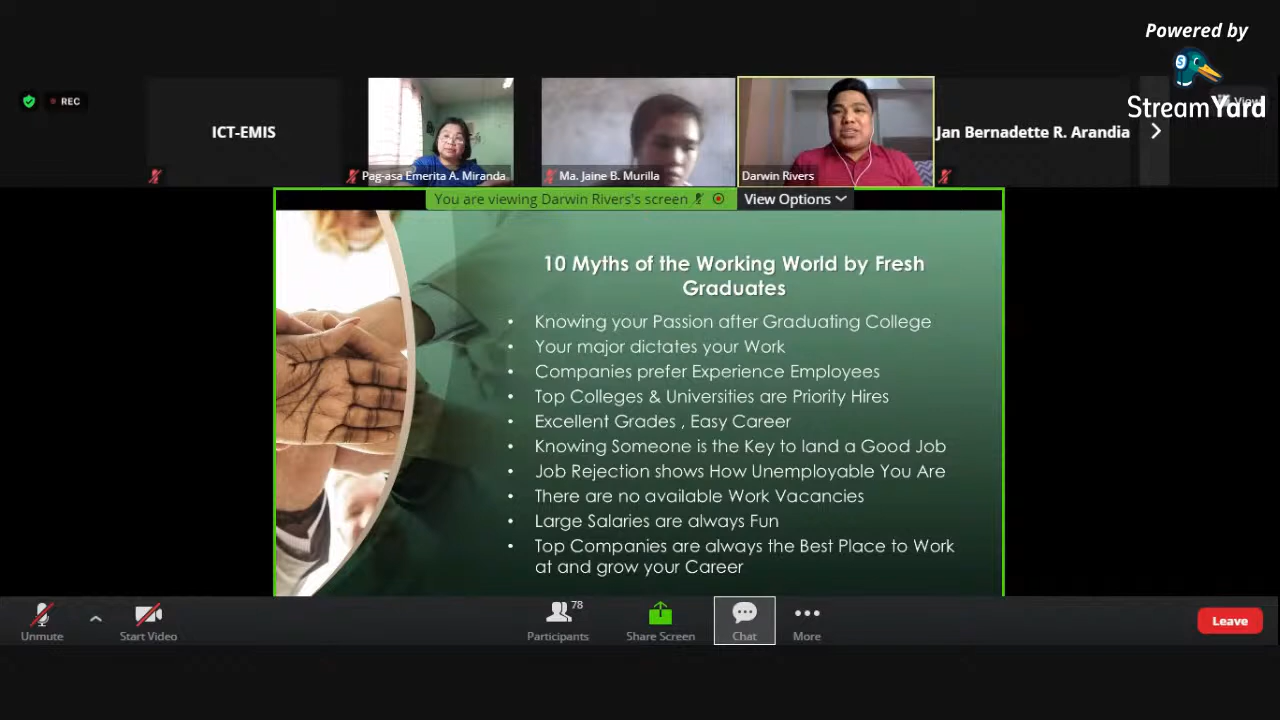 Powered by
StreamYard
View
REC
ICT-EMIS
Pag-asa Emerita A. Miranda
Ma. Jaine B. Murilla
Darwin Rivers
Jan Bernadette R. Arandia
You are viewing Darwin Rivers's screen
View Options
10 Myths of the Working World by Fresh
Graduates
• Knowing your Passion after Graduating College
• Your major dictates your Work
• Companies prefer Experience Employees
• Top Colleges & Universities are Priority Hires
• Excellent Grades , Easy Career
• Knowing Someone is the Key to land a Good Job
• Job Rejection shows How Unemployable You Are
• There are no available Work Vacancies
• Large Salaries are always Fun
• Top Companies are always the Best Place to Work
at and grow your Career
Unmute
Start Video
78
Participants
Share Screen
Chat
More
Leave